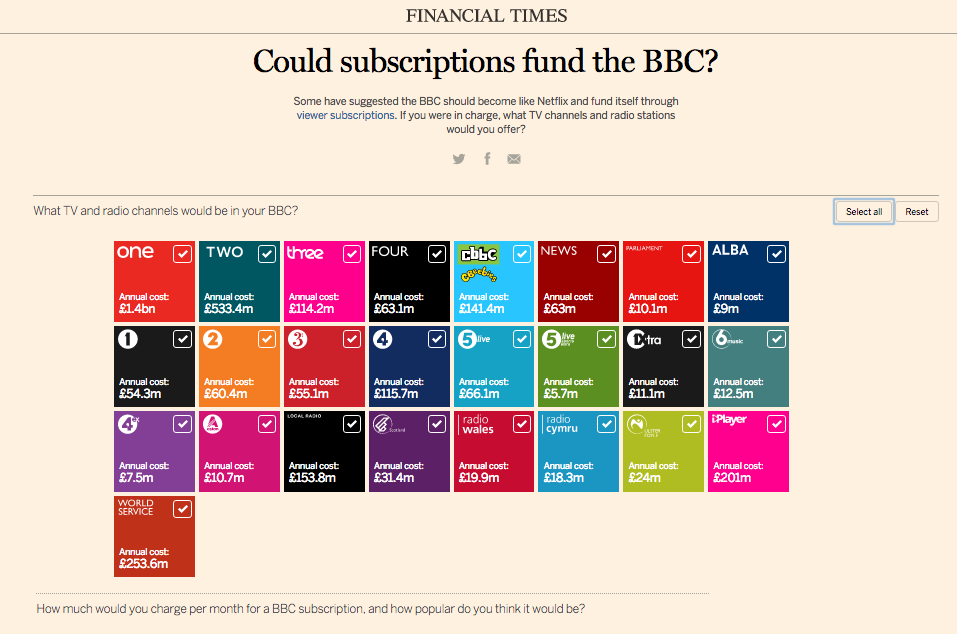 FINANCIAL TIMES
Could subscriptions fund the BBC?
Some have suggested the BBC should become like Netflix and fund itself through
viewer subscriptions. If you were in charge, what TV channels and radio stations
would you offer?
What TV and radio channels would be in your BBC?
Select all
Reset
one
TWO
three
FOUR
cbbc
CBeebies
NEWS
PARLIAMENT
ALBA
Annual cost:
£1.4bn
Annual cost:
£533.4m
Annual cost:
£114.2m
Annual cost:
£63.1m
Annual cost:
£141.4m
Annual cost:
£63m
Annual cost:
£10.1m
Annual cost:
£9m
1
2
3
4
5 live
5 live
1xtra
6 music
Annual cost:
£54.3m
Annual cost:
£60.4m
Annual cost:
£55.1m
Annual cost:
£115.7m
Annual cost:
£66.1m
Annual cost:
£5.7m
Annual cost:
£11.1m
Annual cost:
£12.5m
4
LOCAL RADIO
Scotland
radio
wales
radio
cymru
iPlayer
Annual cost:
£7.5m
Annual cost:
£10.7m
Annual cost:
£153.8m
Annual cost:
£31.4m
Annual cost:
£19.9m
Annual cost:
£18.3m
Annual cost:
£24m
Annual cost:
£201m
WORLD
SERVICE
Annual cost:
£253.6m
How much would you charge per month for a BBC subscription, and how popular do you think it would be?